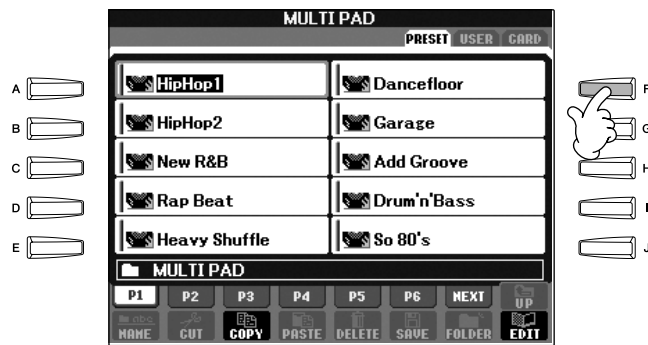 MULTI PAD
PRESET USER CARD
A HipHop1 Dancefloor F
B HipHop2 Garage G
C New R&B Add Groove H
D Rap Beat Drum'n'Bass I
E Heavy Shuffle So 80's J
MULTI PAD
P1 P2 P3 P4 P5 P6 NEXT UP
NAME CUT COPY PASTE DELETE SAVE FOLDER EDIT